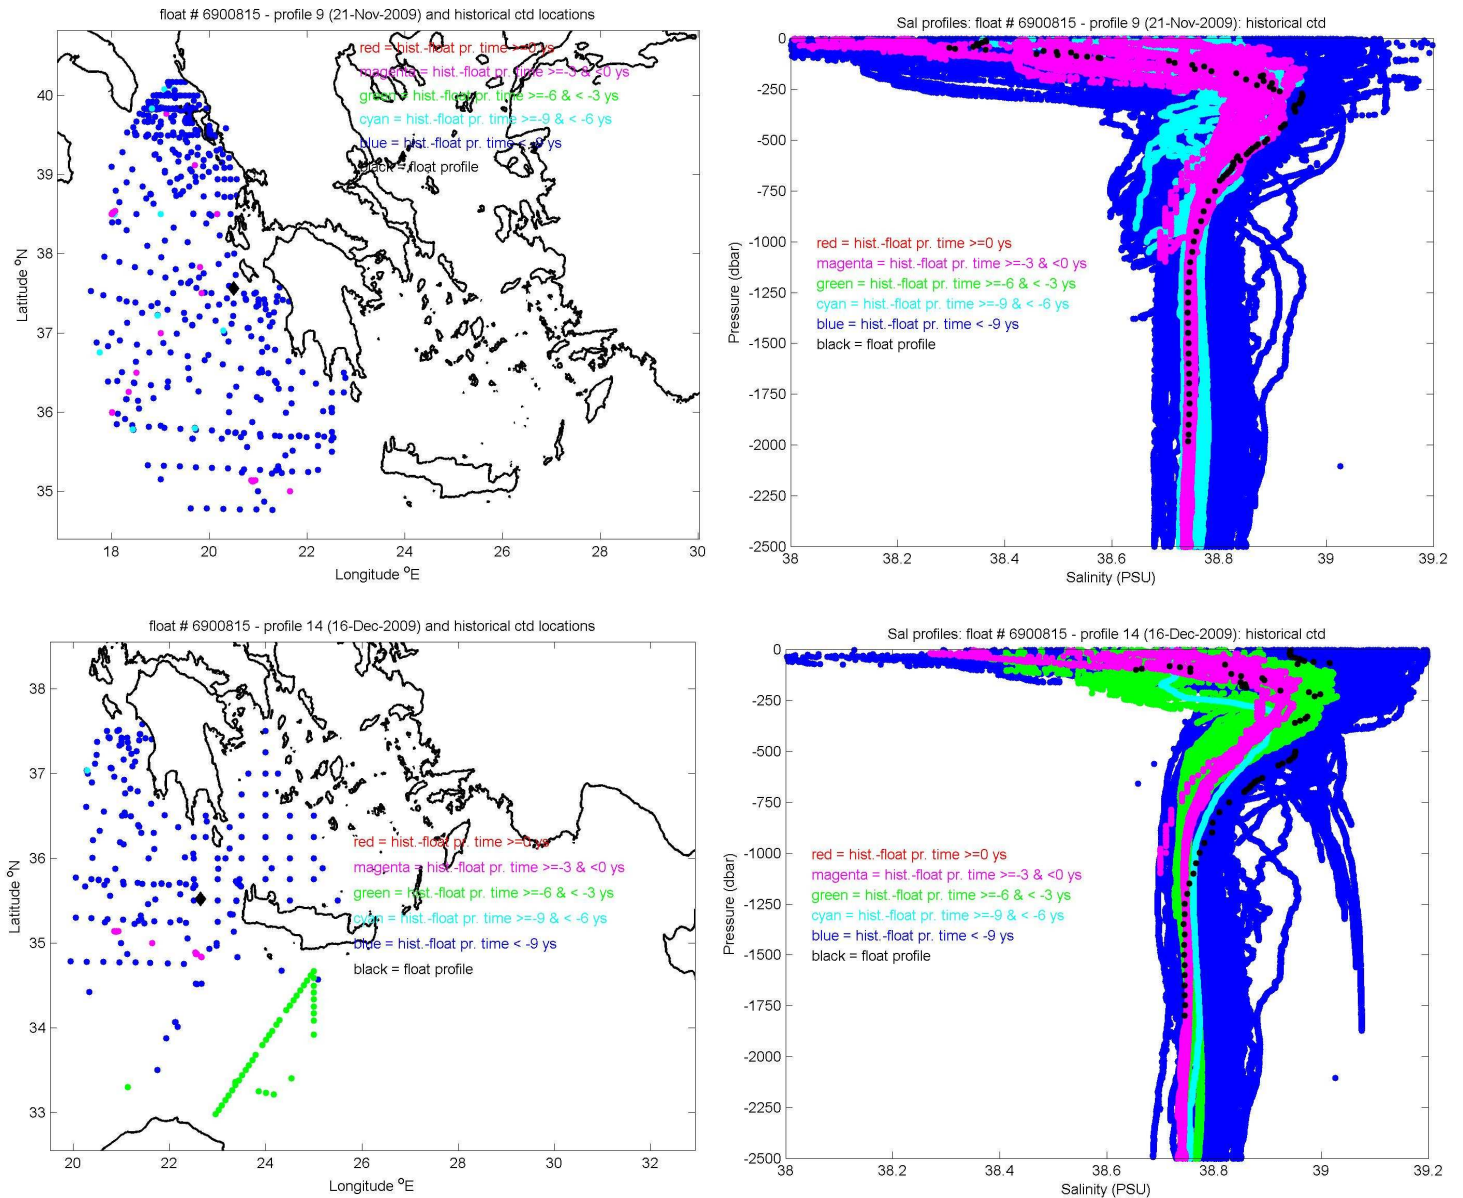 float # 6900815 - profile 9 (21-Nov-2009) and historical ctd locations
red = hist.-float pr. time >=0 ys
magenta = hist.-float pr. time >=-3 & <0 ys
green = hist.-float pr. time >=-6 & < -3 ys
cyan = hist.-float pr. time >=-9 & < -6 ys
blue = hist.-float pr. time < -9 ys
black = float profile
40
39
38
37
36
35
Latitude °N
18
20
22
24
26
28
30
Longitude °E
Sal profiles: float # 6900815 - profile 9 (21-Nov-2009): historical ctd
0
-250
-500
-750
-1000
-1250
-1500
-1750
-2000
-2250
-2500
Pressure (dbar)
red = hist.-float pr. time >=0 ys
magenta = hist.-float pr. time >=-3 & <0 ys
green = hist.-float pr. time >=-6 & < -3 ys
cyan = hist.-float pr. time >=-9 & < -6 ys
blue = hist.-float pr. time < -9 ys
black = float profile
38
38.2
38.4
38.6
38.8
39
39.2
Salinity (PSU)
float # 6900815 - profile 14 (16-Dec-2009) and historical ctd locations
38
37
36
35
34
33
Latitude °N
red = hist.-float pr. time >=0 ys
magenta = hist.-float pr. time >=-3 & <0 ys
green = hist.-float pr. time >=-6 & < -3 ys
cyan = hist.-float pr. time >=-9 & < -6 ys
blue = hist.-float pr. time < -9 ys
black = float profile
20
22
24
26
28
30
32
Longitude °E
Sal profiles: float # 6900815 - profile 14 (16-Dec-2009): historical ctd
0
-250
-500
-750
-1000
-1250
-1500
-1750
-2000
-2250
-2500
Pressure (dbar)
red = hist.-float pr. time >=0 ys
magenta = hist.-float pr. time >=-3 & <0 ys
green = hist.-float pr. time >=-6 & < -3 ys
cyan = hist.-float pr. time >=-9 & < -6 ys
blue = hist.-float pr. time < -9 ys
black = float profile
38
38.2
38.4
38.6
38.8
39
39.2
Salinity (PSU)